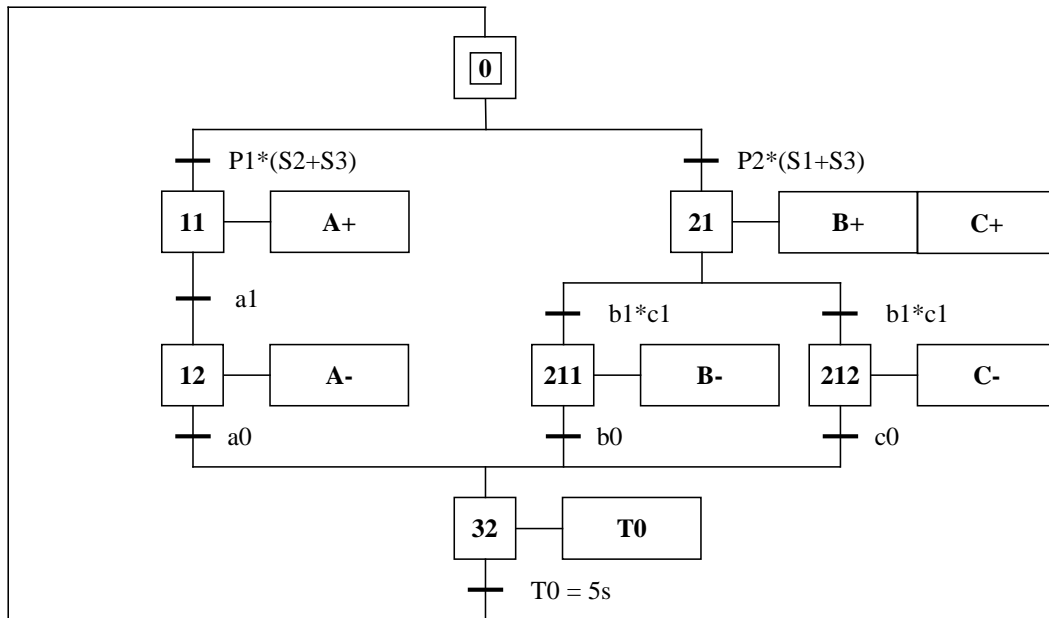 0
P1*(S2+S3)
P2*(S1+S3)
11
A+
21
B+
C+
a1
b1*c1
b1*c1
12
A-
211
B-
212
C-
a0
b0
c0
32
T0
T0 = 5s